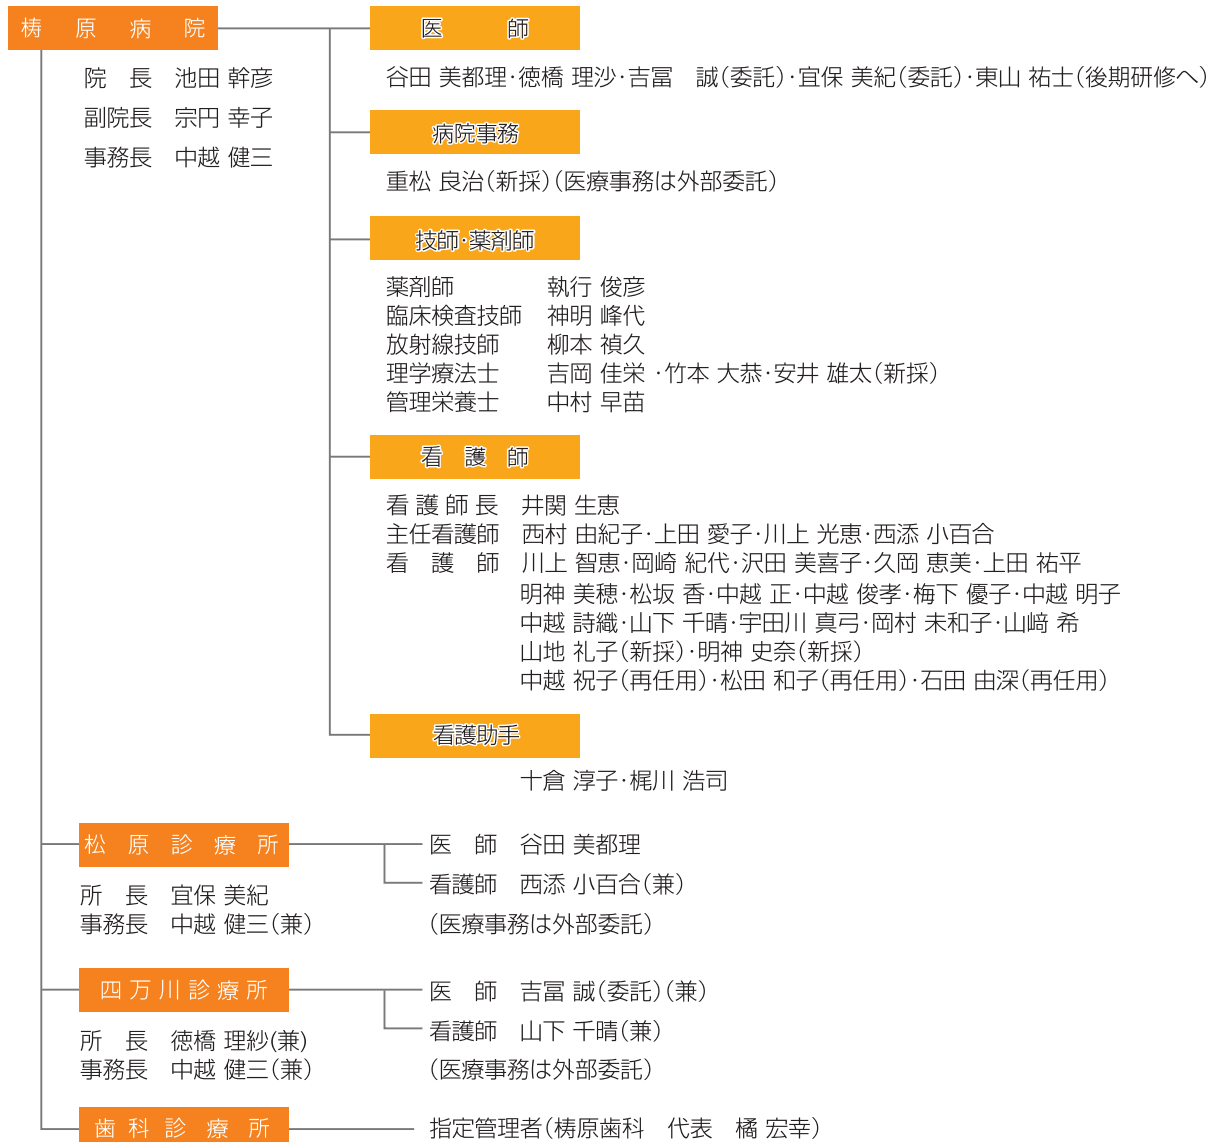 梼原病院
院　長　池田 幹彦
副院長　宗円 幸子
事務長　中越 健三
医　師
谷田 美都理・徳橋 理沙・吉冨　誠(委託)・宜保 美紀(委託)・東山 祐士(後期研修へ)
病院事務
重松 良治(新採)(医療事務は外部委託)
技師・薬剤師
薬剤師　執行 俊彦
臨床検査技師　神明 峰代
放射線技師　柳本 禎久
理学療法士　吉岡 佳栄 ・竹本 大恭・安井 雄太(新採)
管理栄養士　中村 早苗
看　護　師
看 護 師 長　井関 生恵
主任看護師　西村 由紀子・上田 愛子・川上 光恵・西添 小百合
看　護　師　川上 智恵・岡崎 紀代・沢田 美喜子・久岡 恵美・上田 祐平
明神 美穂・松坂 香・中越 正・中越 俊孝・梅下 優子・中越 明子
中越 詩織・山下 千晴・宇田川 真弓・岡村 未和子・山﨑 希
山地 礼子(新採)・明神 史奈(新採)
中越 祝子(再任用)・松田 和子(再任用)・石田 由深(再任用)
看護助手
十倉 淳子・梶川 浩司
松原診療所
所　長　宜保 美紀
事務長　中越 健三(兼)
医　師　谷田 美都理
看護師　西添 小百合(兼)
(医療事務は外部委託)
四万川診療所
所　長　徳橋 理紗(兼)
事務長　中越 健三(兼)
医　師　吉冨 誠(委託)(兼)
看護師　山下 千晴(兼)
(医療事務は外部委託)
歯科診療所
指定管理者(梼原歯科　代表　橘 宏幸)